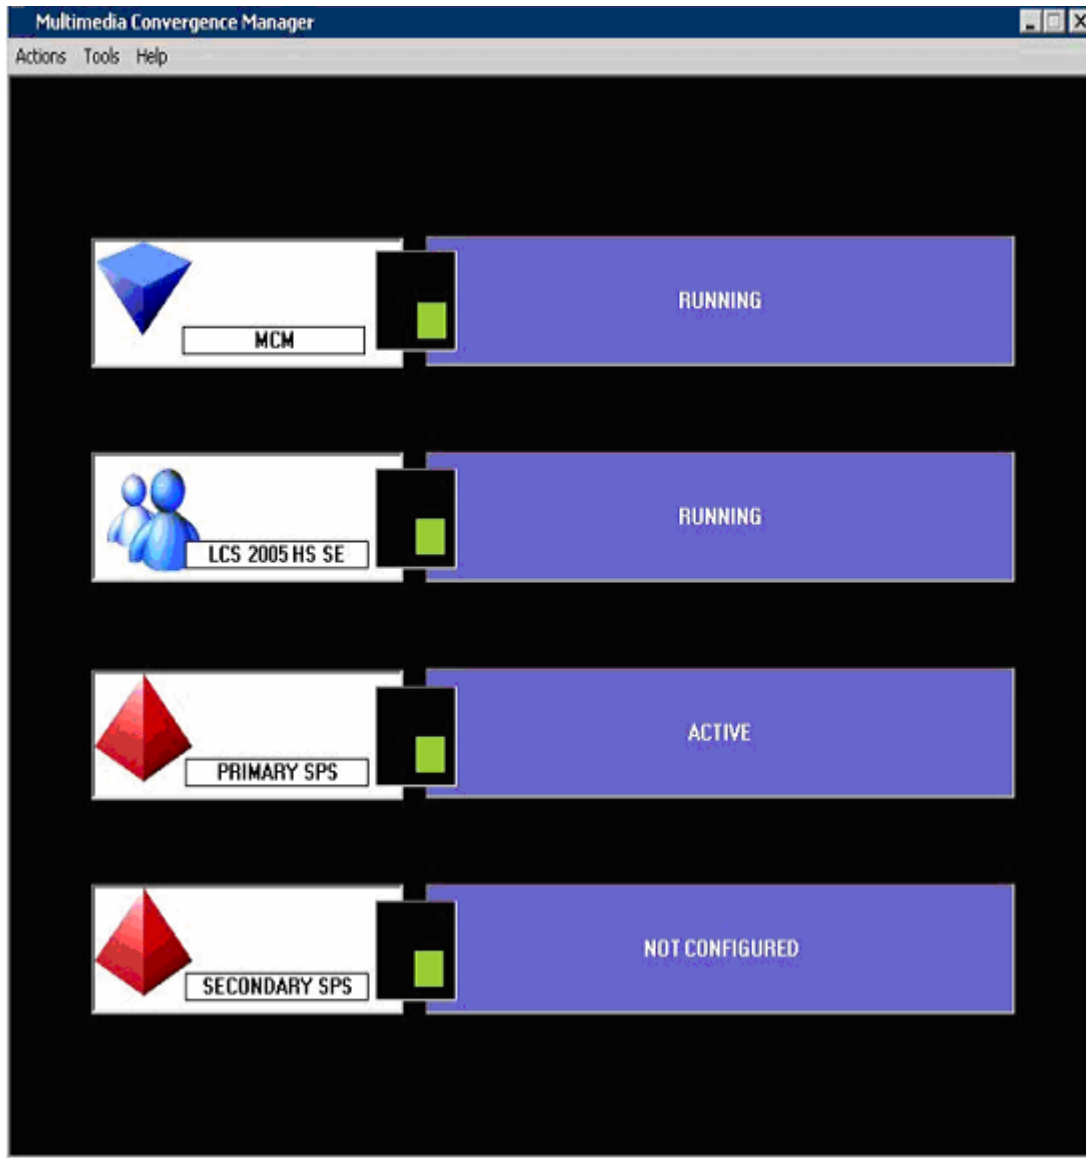 Multimedia Convergence Manager
Actions Tools Help
MCM
RUNNING
LCS 2005 HS SE
RUNNING
PRIMARY SPS
ACTIVE
SECONDARY SPS
NOT CONFIGURED